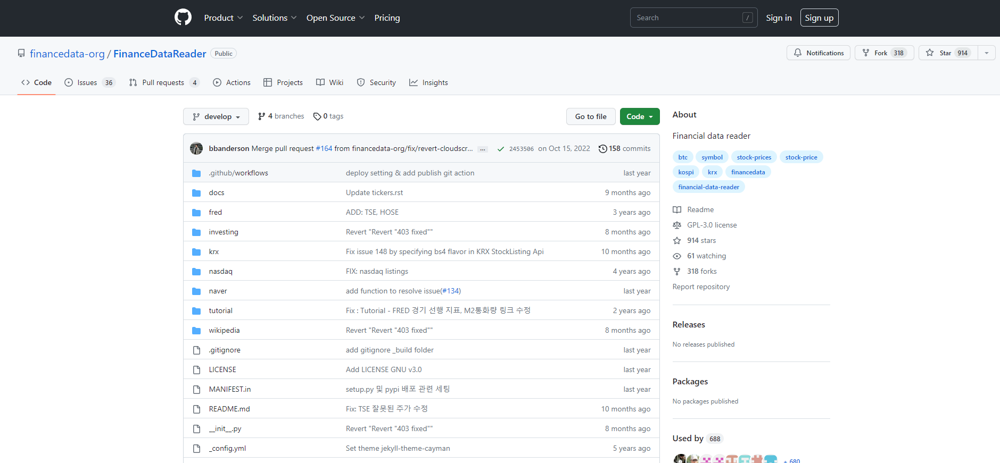 Product Solutions Open Source Pricing Search / Sign in Sign up
financedata-org / FinanceDataReader Public Notifications Fork 318 Star 914
Code Issues 36 Pull requests 4 Actions Projects Wiki Security Insights
develop 4 branches 0 tags Go to file Code
bbanderson Merge pull request #164 from financedata-org/fix/revert-cloudscr... ... 2453506 on Oct 15, 2022 158 commits
.github/workflows deploy setting & add publish git action last year
docs Update tickers.rst 9 months ago
fred ADD: TSE, HOSE 3 years ago
investing Revert "Revert "403 fixed"" 8 months ago
krx Fix issue 148 by specifying bs4 flavor in KRX StockListing Api 10 months ago
nasdaq FIX: nasdaq listings 4 years ago
naver add function to resolve issue(#134) last year
tutorial Fix : Tutorial - FRED 경기 선행 지표, M2통화량 링크 수정 2 years ago
wikipedia Revert "Revert "403 fixed"" 8 months ago
.gitignore add gitignore _build folder last year
LICENSE Add LICENSE GNU v3.0 last year
MANIFEST.in setup.py 및 pypi 배포 관련 세팅 last year
README.md Fix: TSE 잘못된 주가 수정 10 months ago
__init__.py Revert "Revert "403 fixed"" 8 months ago
_config.yml Set theme jekyll-theme-cayman 5 years ago
About
Financial data reader
btc symbol stock-prices stock-price
kospi krx financedata
financial-data-reader
Readme
GPL-3.0 license
914 stars
61 watching
318 forks
Report repository
Releases
No releases published
Packages
No packages published
Used by 688
+ 680